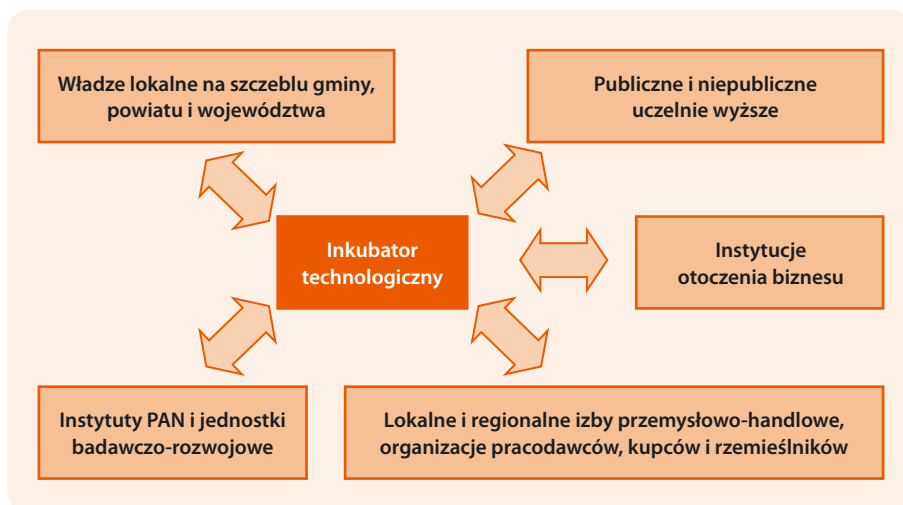 Władze lokalne na szczeblu gminy,
powiatu i województwa
Publiczne i niepubliczne
uczelnie wyższe
Inkubator
technologiczny
Instytucje
otoczenia biznesu
Instytuty PAN i jednostki
badawczo-rozwojowe
Lokalne i regionalne izby przemysłowo-handlowe,
organizacje pracodawców, kupców i rzemieślników